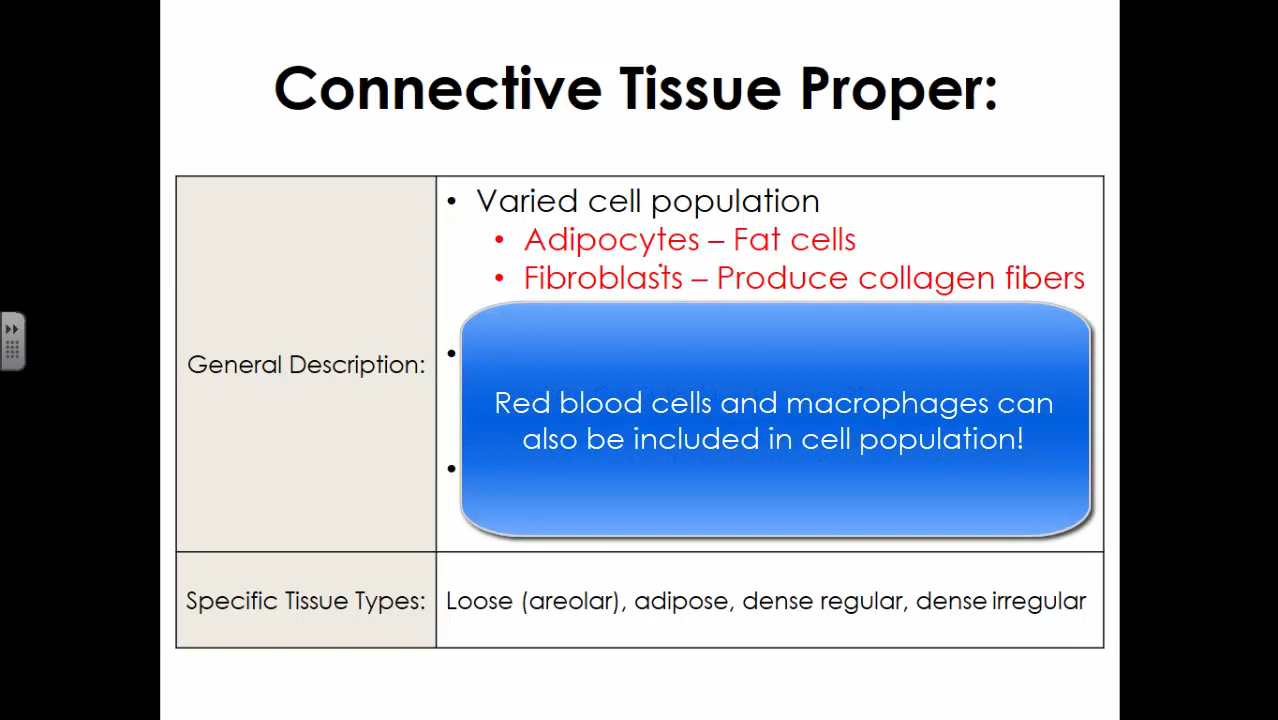 Connective Tissue Proper:
• Varied cell population
• Adipocytes – Fat cells
• Fibroblasts – Produce collagen fibers
General Description:
•
Red blood cells and macrophages can
also be included in cell population!
•
Specific Tissue Types:
Loose (areolar), adipose, dense regular, dense irregular